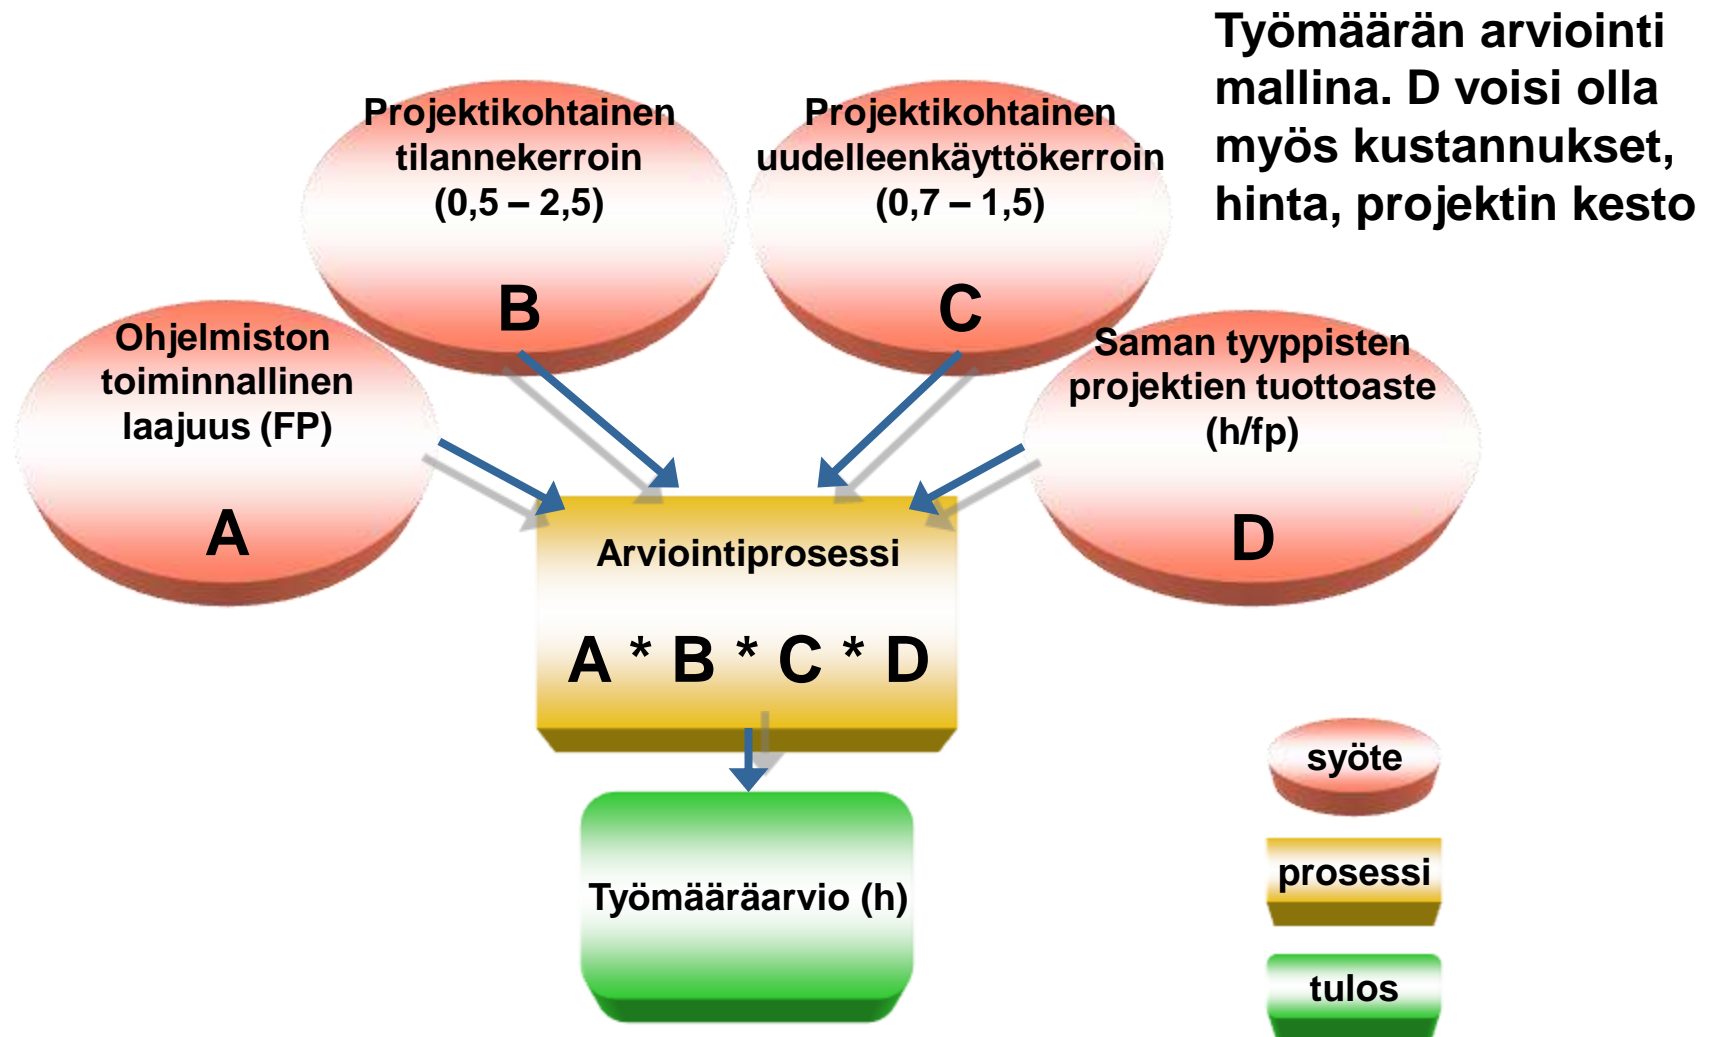 Työmäärän arviointi
mallina. D voisi olla
myös kustannukset,
hinta, projektin kesto
Projektikohtainen
tilannekerroin
(0,5 – 2,5)
B
Projektikohtainen
uudelleenkäyttökerroin
(0,7 – 1,5)
C
Ohjelmiston
toiminnallinen
laajuus (FP)
A
Saman tyyppisten
projektien tuottoaste
(h/fp)
D
Arviointiprosessi
A * B * C * D
Työmääräarvio (h)
syöte
prosessi
tulos